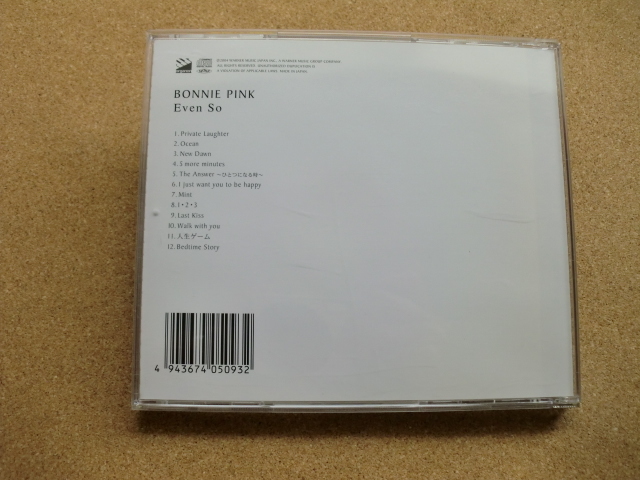 BONNIE PINK
Even So
1. Private Laughter
2. Ocean
3. New Dawn
4. 5 more minutes
5. The Answer ～ひとつになる時～
6. I just want you to be happy
7. Mint
8. 1・2・3
9. Last Kiss
10. Walk with you
11. 人生ゲーム
12. Bedtime Story
4 943674 050932